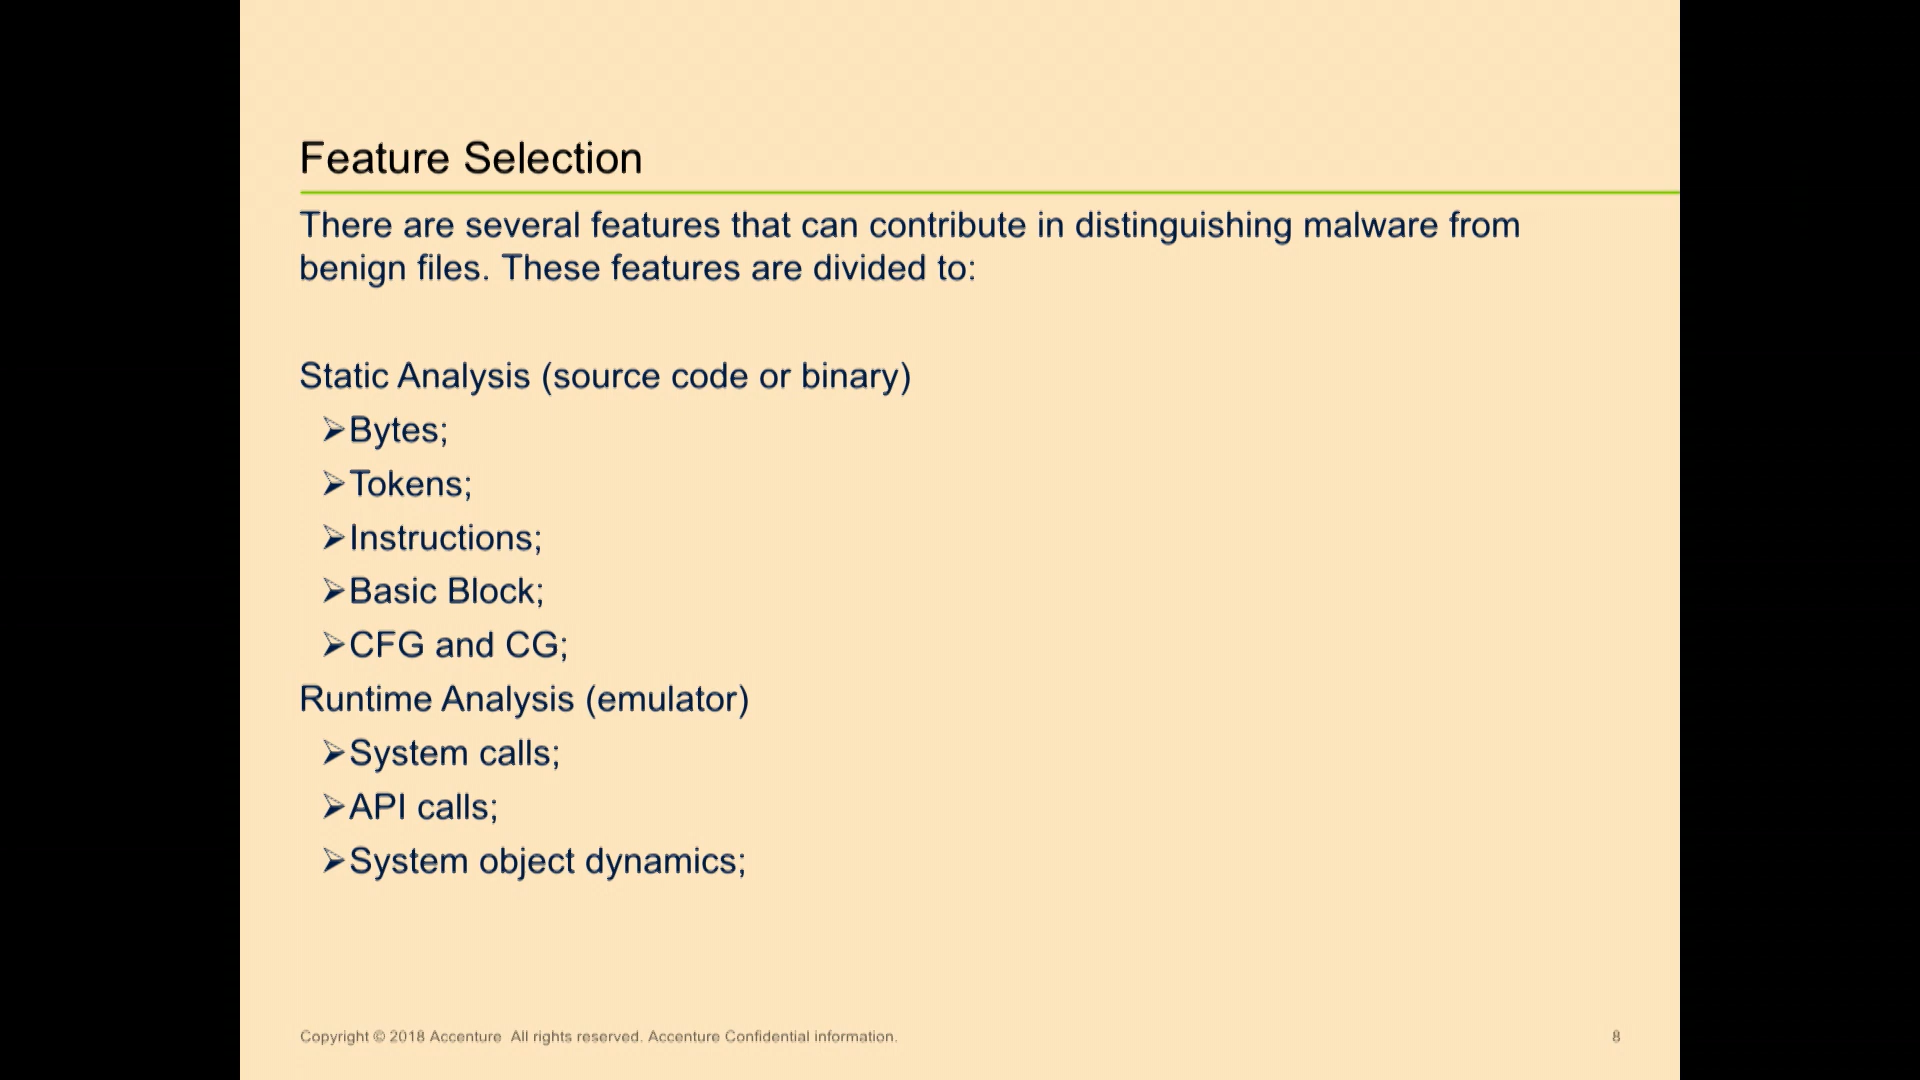 Feature Selection
There are several features that can contribute in distinguishing malware from
benign files. These features are divided to:
Static Analysis (source code or binary)
➢Bytes;
➢Tokens;
➢Instructions;
➢Basic Block;
➢CFG and CG;
Runtime Analysis (emulator)
➢System calls;
➢API calls;
➢System object dynamics;
Copyright © 2018 Accenture  All rights reserved. Accenture Confidential information.
8